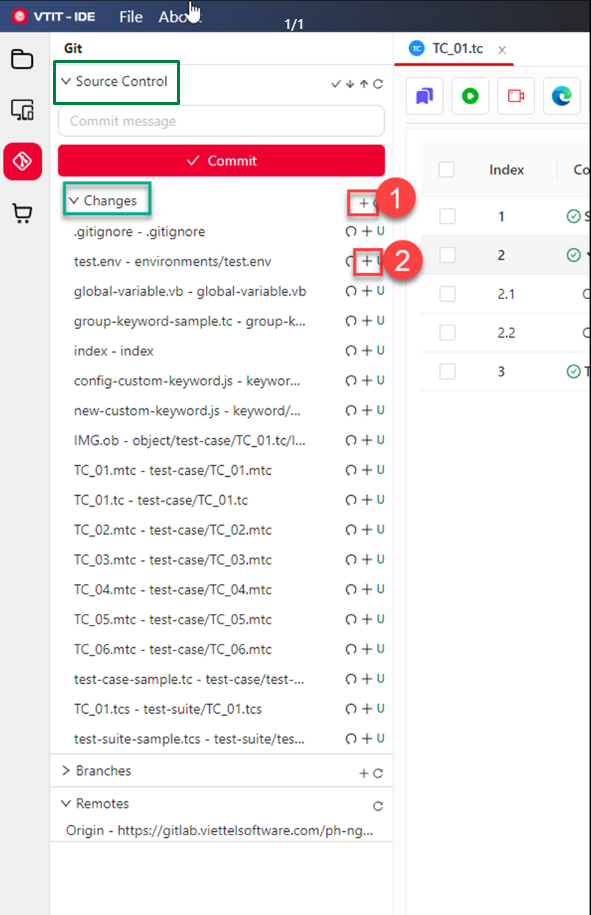 VTIT - IDE File About
1/1
Git
TC TC_01.tc ×
Source Control
Commit message
Commit
Index Co
Changes
1
.gitignore - .gitignore U
1 S
test.env - environments/test.env U
2
2
global-variable.vb - global-variable.vb U
2.1 C
group-keyword-sample.tc - group-k... U
2.2 C
index - index U
3 T
config-custom-keyword.js - keywor... U
new-custom-keyword.js - keyword/... U
IMG.ob - object/test-case/TC_01.tc/I... U
TC_01.mtc - test-case/TC_01.mtc U
TC_01.tc - test-case/TC_01.tc U
TC_02.mtc - test-case/TC_02.mtc U
TC_03.mtc - test-case/TC_03.mtc U
TC_04.mtc - test-case/TC_04.mtc U
TC_05.mtc - test-case/TC_05.mtc U
TC_06.mtc - test-case/TC_06.mtc U
test-case-sample.tc - test-case/test-... U
TC_01.tcs - test-suite/TC_01.tcs U
test-suite-sample.tcs - test-suite/tes... U
Branches
Remotes
Origin - https://gitlab.viettelsoftware.com/ph-ng...